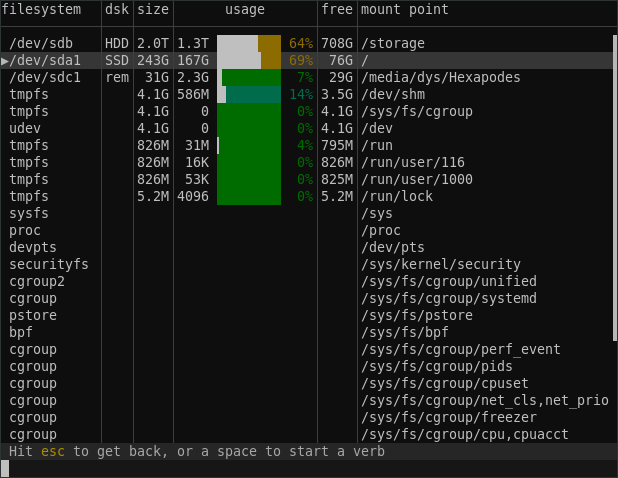 filesystem dsk size usage free mount point
/dev/sdb HDD 2.0T 1.3T 64% 708G /storage
▶/dev/sda1 SSD 243G 167G 69% 76G /
/dev/sdc1 rem 31G 2.3G 7% 29G /media/dys/Hexapodes
tmpfs 4.1G 586M 14% 3.5G /dev/shm
tmpfs 4.1G 0 0% 4.1G /sys/fs/cgroup
udev 4.1G 0 0% 4.1G /dev
tmpfs 826M 31M 4% 795M /run
tmpfs 826M 16K 0% 826M /run/user/116
tmpfs 826M 53K 0% 825M /run/user/1000
tmpfs 5.2M 4096 0% 5.2M /run/lock
sysfs /sys
proc /proc
devpts /dev/pts
securityfs /sys/kernel/security
cgroup2 /sys/fs/cgroup/unified
cgroup /sys/fs/cgroup/systemd
pstore /sys/fs/pstore
bpf /sys/fs/bpf
cgroup /sys/fs/cgroup/perf_event
cgroup /sys/fs/cgroup/pids
cgroup /sys/fs/cgroup/cpuset
cgroup /sys/fs/cgroup/net_cls,net_prio
cgroup /sys/fs/cgroup/freezer
cgroup /sys/fs/cgroup/cpu,cpuacct
Hit esc to get back, or a space to start a verb